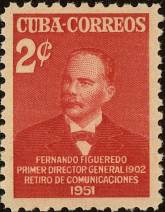 CUBA-CORREOS
2¢
FERNANDO FIGUEREDO
PRIMER DIRECTOR GENERAL 1902
RETIRO DE COMUNICACIONES
1951